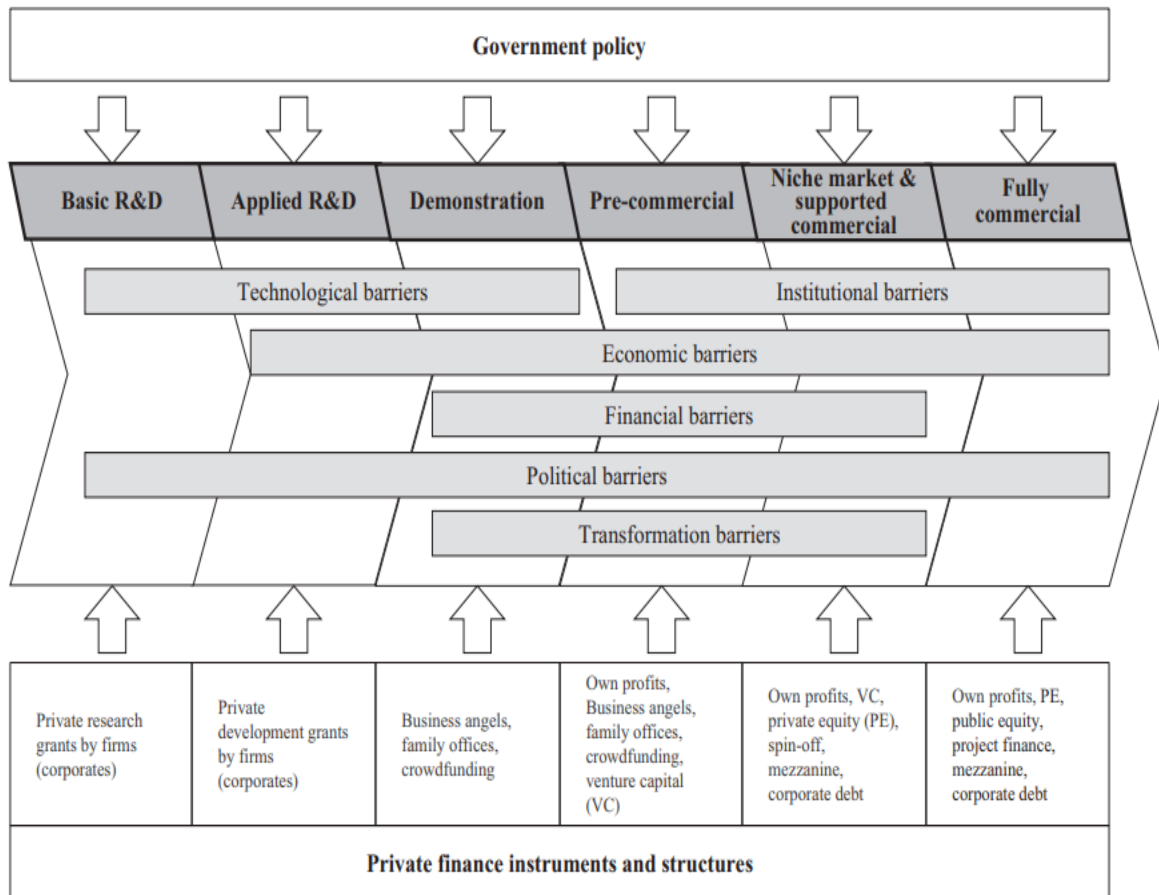 Government policy
Basic R&D
Applied R&D
Demonstration
Pre-commercial
Niche market &
supported
commercial
Fully
commercial
Technological barriers
Institutional barriers
Economic barriers
Financial barriers
Political barriers
Transformation barriers
Private research
grants by firms
(corporates)
Private
development grants
by firms
(corporates)
Business angels,
family offices,
crowdfunding
Own profits,
Business angels,
family offices,
crowdfunding,
venture capital
(VC)
Own profits, VC,
private equity (PE),
spin-off,
mezzanine,
corporate debt
Own profits, PE,
public equity,
project finance,
mezzanine,
corporate debt
Private finance instruments and structures